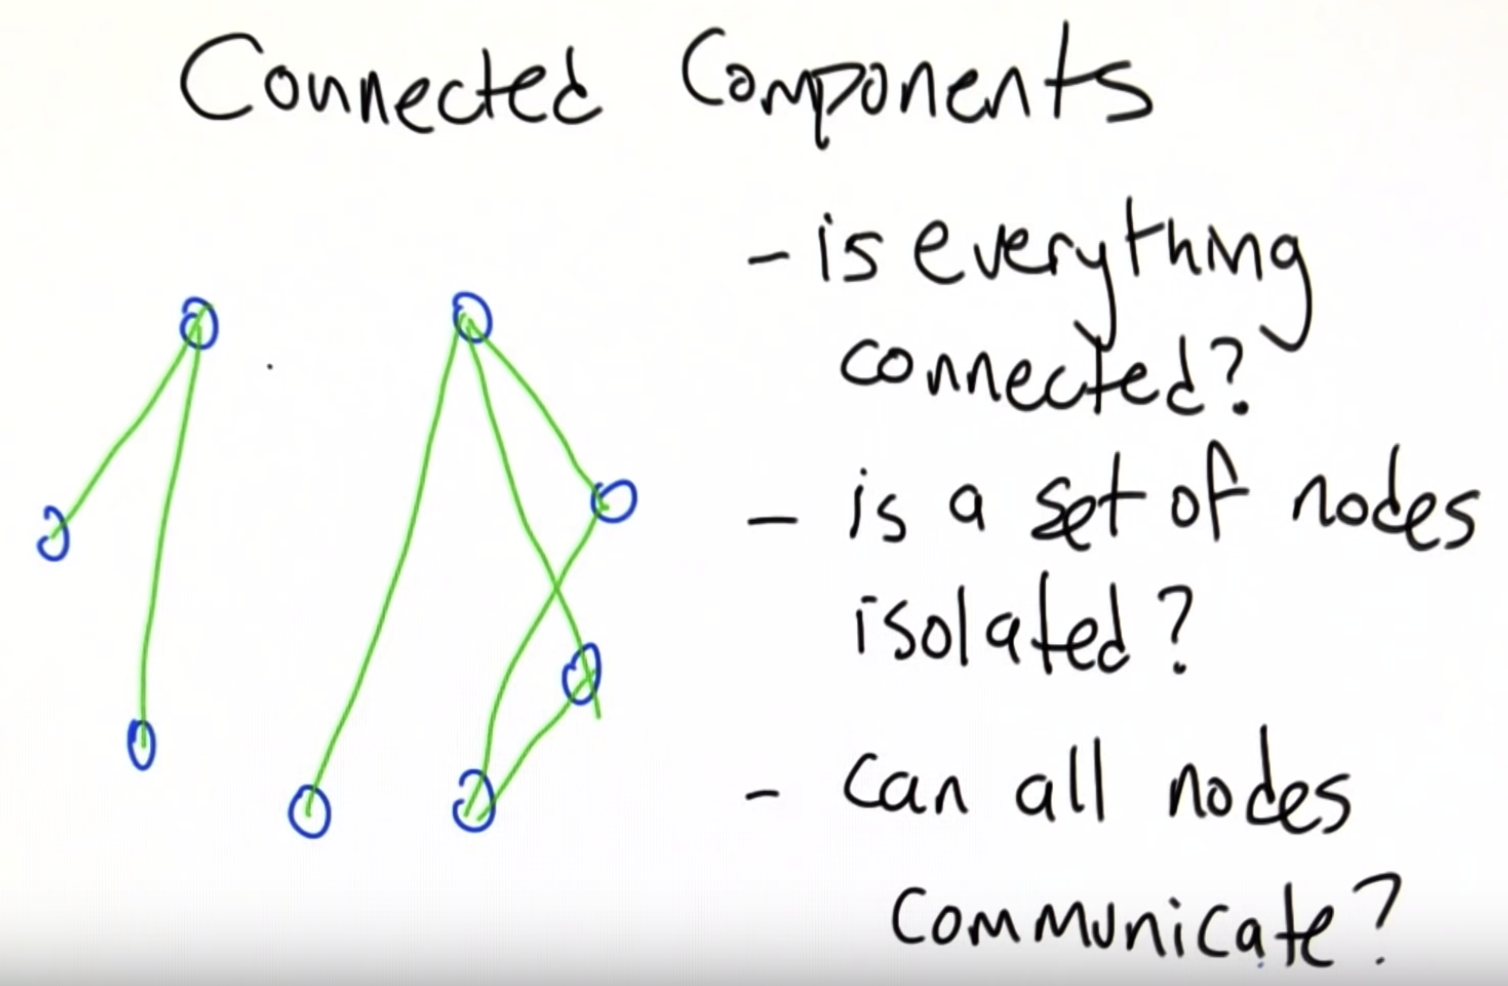 Connected Components
- is everything
connected?
- is a set of nodes
isolated?
- can all nodes
communicate?